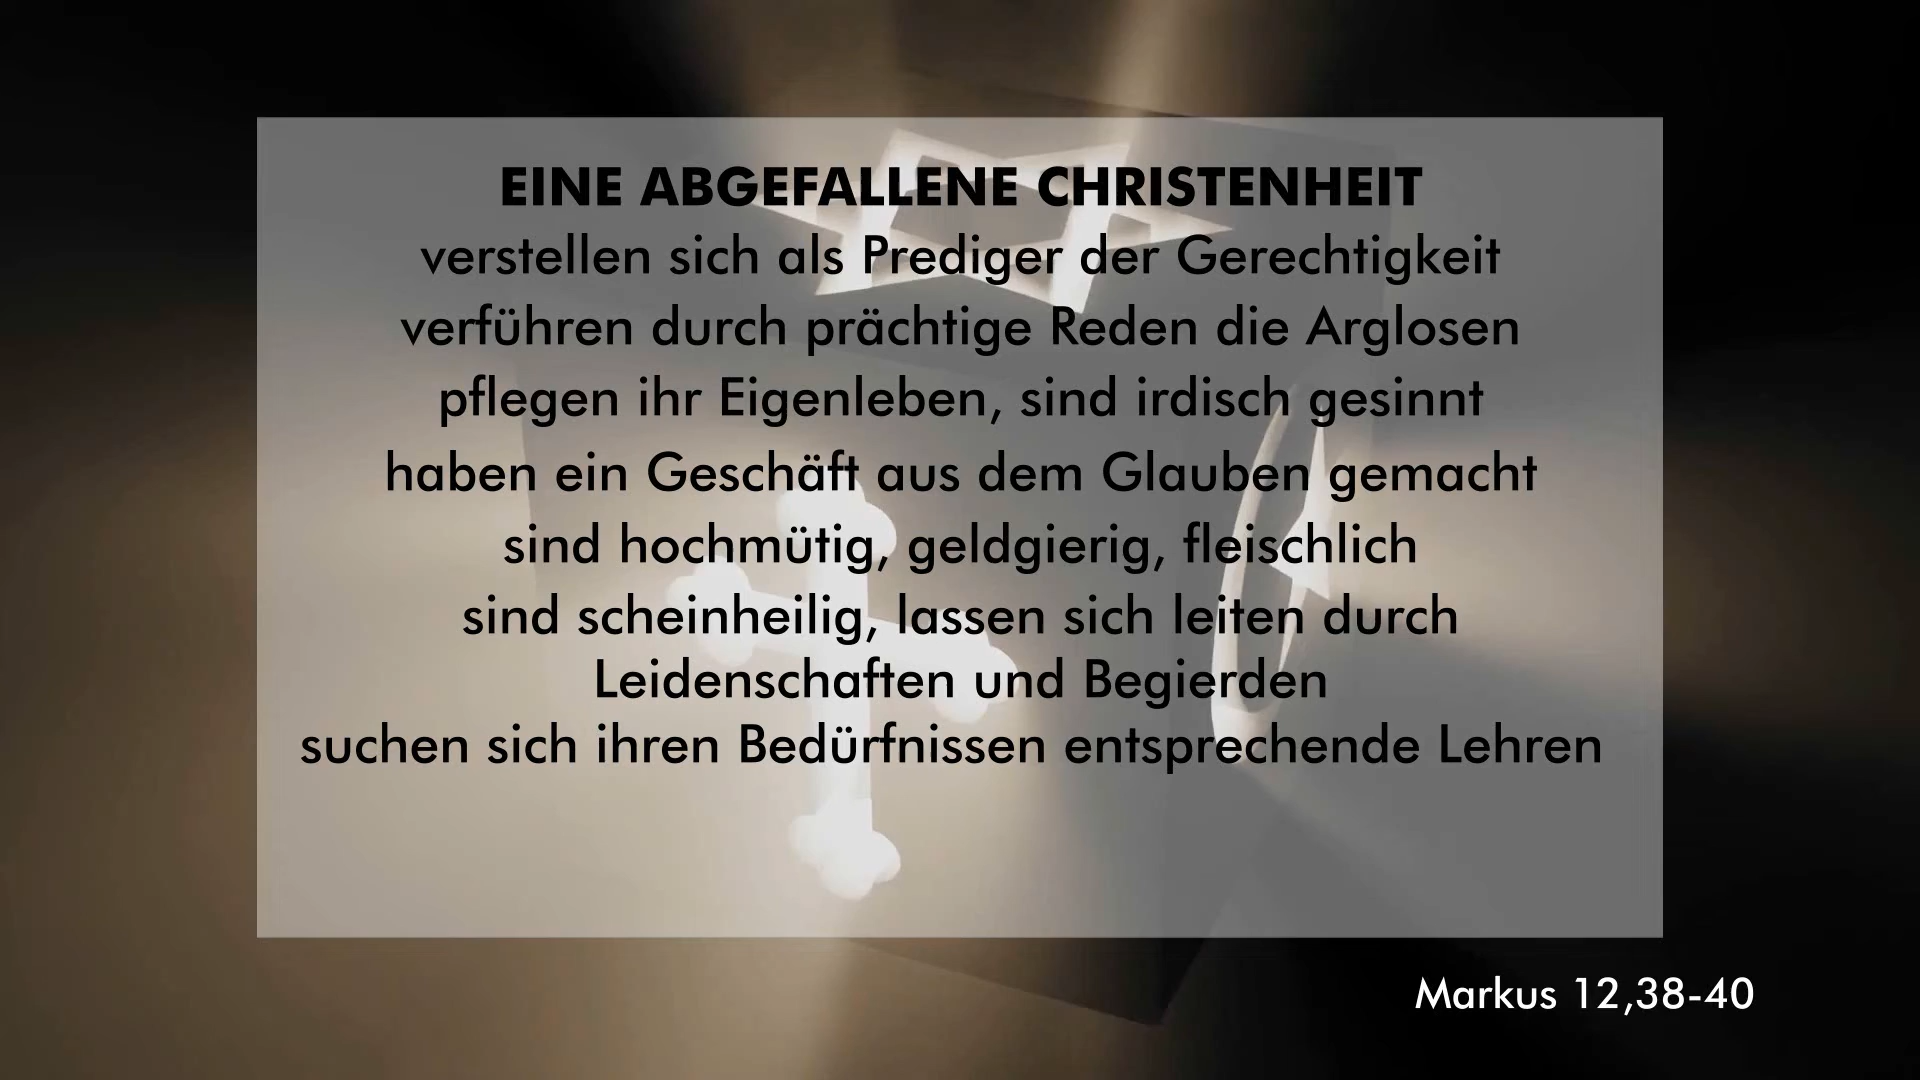 EINE ABGEFALLENE CHRISTENHEIT
verstellen sich als Prediger der Gerechtigkeit
verführen durch prächtige Reden die Arglosen
pflegen ihr Eigenleben, sind irdisch gesinnt
haben ein Geschäft aus dem Glauben gemacht
sind hochmütig, geldgierig, fleischlich
sind scheinheilig, lassen sich leiten durch
Leidenschaften und Begierden
suchen sich ihren Bedürfnissen entsprechende Lehren
Markus 12,38-40